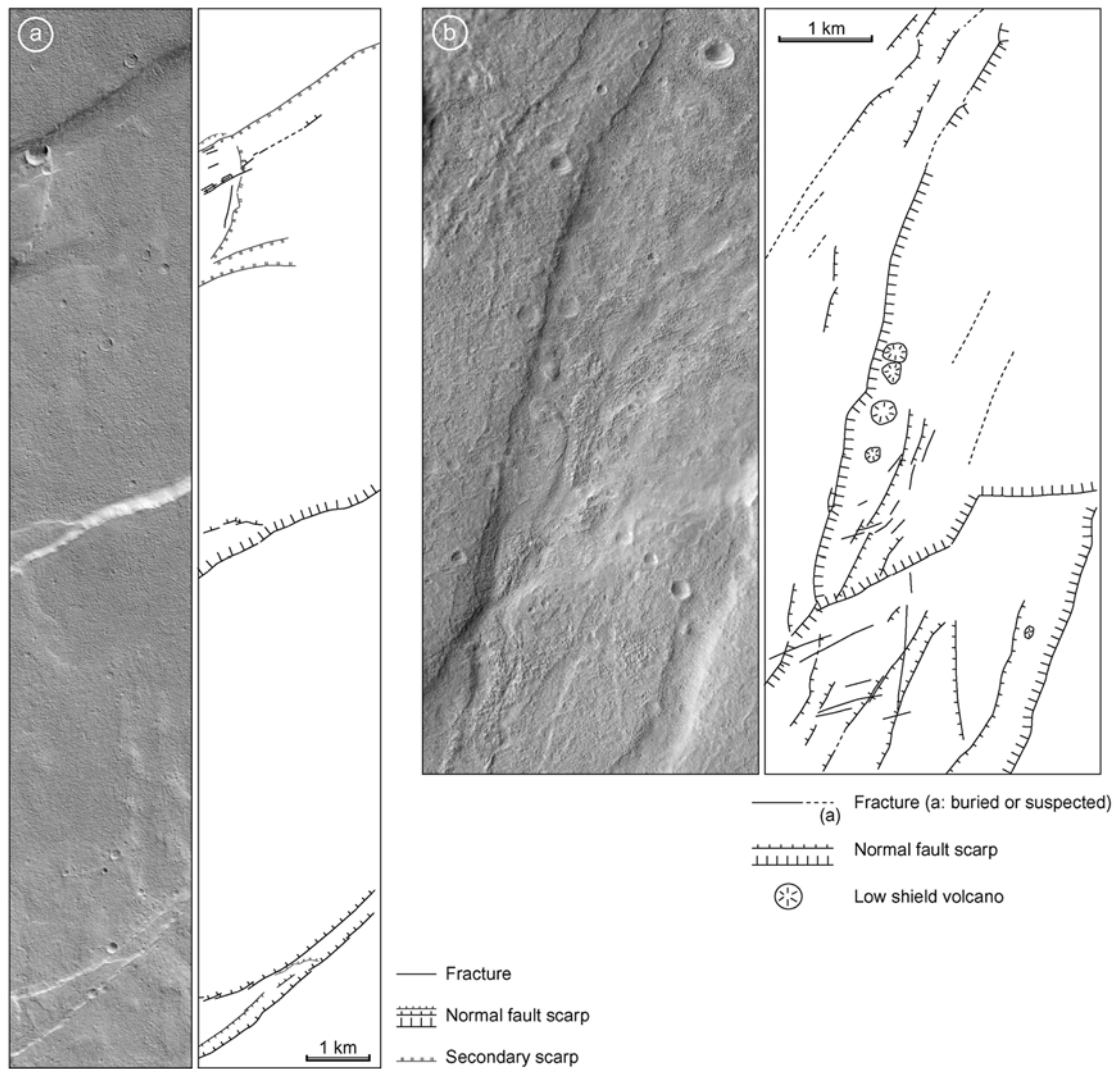 a
b
1 km
Fracture (a: buried or suspected)
(a)
Normal fault scarp
Low shield volcano
Fracture
Normal fault scarp
1 km
Secondary scarp